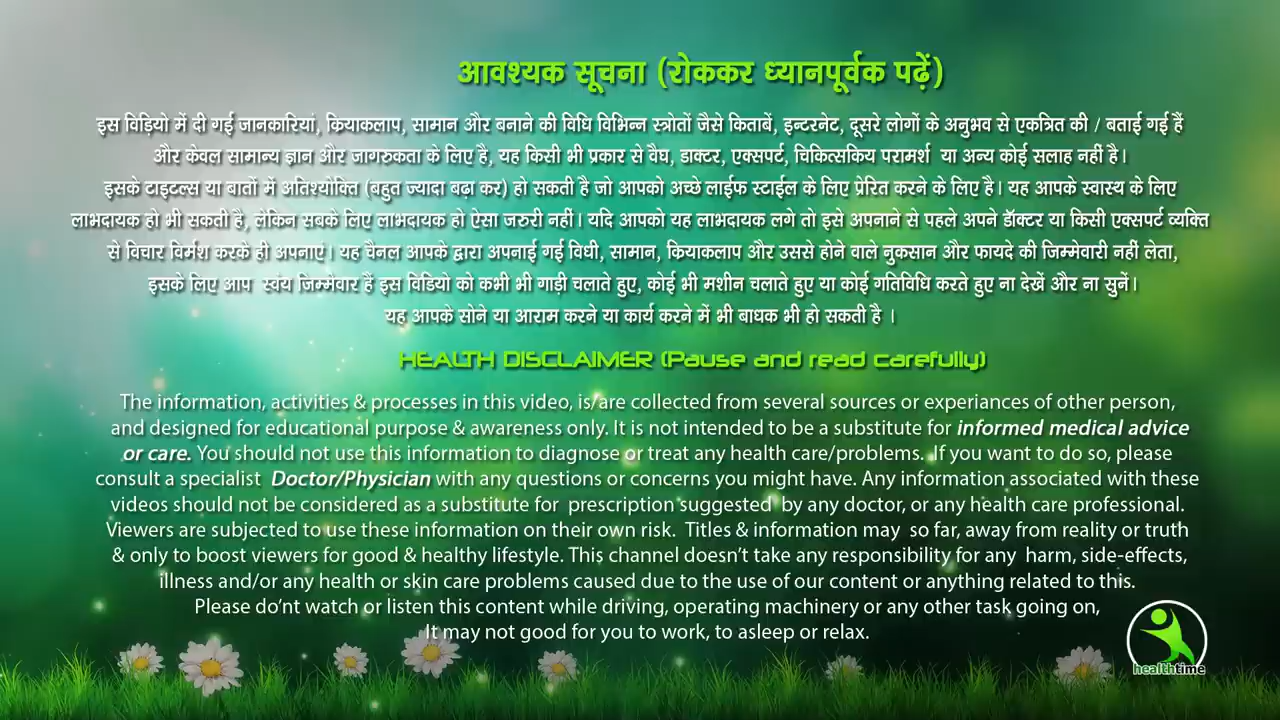 आवश्यक सूचना (रोककर ध्यानपूर्वक पढ़ें)
इस विड़ियो में दी गई जानकारियां, कियाकलाप, सामान और बनाने की विधि विभिन्न स्त्रोतों जैसे किताबें, इन्टरनेट, दूसरे लोगों के अनुभव से एकत्रित की / बताई गई हैं
और केवल सामान्य ज्ञान और जागरुकता के लिए है, यह किसी भी प्रकार से वैघ, डाक्टर, एक्सपर्ट, चिकित्सकिय परामर्श या अन्य कोई सलाह नहीं है।
इसके टाइटल्स या बातों में अतिश्योक्ति (बहुत ज्यादा बढ़ा कर) हो सकती है जो आपको अच्छे लाईफ स्टाईल के लिए प्रेरित करने के लिए है। यह आपके स्वास्थ के लिए
लाभदायक हो भी सकती है, लेकिन सबके लिए लाभदायक हो ऐसा जरुरी नहीं। यदि आपको यह लाभदायक लगे तो इसे अपनाने से पहले अपने डॅाक्टर या किसी एक्सपर्ट व्यक्ति
से विचार विर्मश करके ही अपनाएं। यह चैनल आपके द्वारा अपनाई गई विधी, सामान, कियाकलाप और उससे होने वाले नुकसान और फायदे की जिम्मेवारी नहीं लेता,
इसके लिए आप स्वंय जिम्मेवार हैं इस विडियो को कभी भी गाड़ी चलाते हुए, कोई भी मशीन चलाते हुए या कोई गतिविधि करते हुए ना देखें और ना सुनें।
यह आपके सोने या आराम करने या कार्य करने में भी बाधक भी हो सकती है ।
HEALTH DISCLAIMER (Pause and read carefully)
The information, activities & processes in this video, is/are collected from several sources or experiances of other person,
and designed for educational purpose & awareness only. It is not intended to be a substitute for informed medical advice
or care. You should not use this information to diagnose or treat any health care/problems. If you want to do so, please
consult a specialist Doctor/Physician with any questions or concerns you might have. Any information associated with these
videos should not be considered as a substitute for prescription suggested by any doctor, or any health care professional.
Viewers are subjected to use these information on their own risk. Titles & information may so far, away from reality or truth
& only to boost viewers for good & healthy lifestyle. This channel doesn't take any responsibility for any harm, side-effects,
illness and/or any health or skin care problems caused due to the use of our content or anything related to this.
Please do'nt watch or listen this content while driving, operating machinery or any other task going on,
It may not good for you to work, to asleep or relax.
healthtime